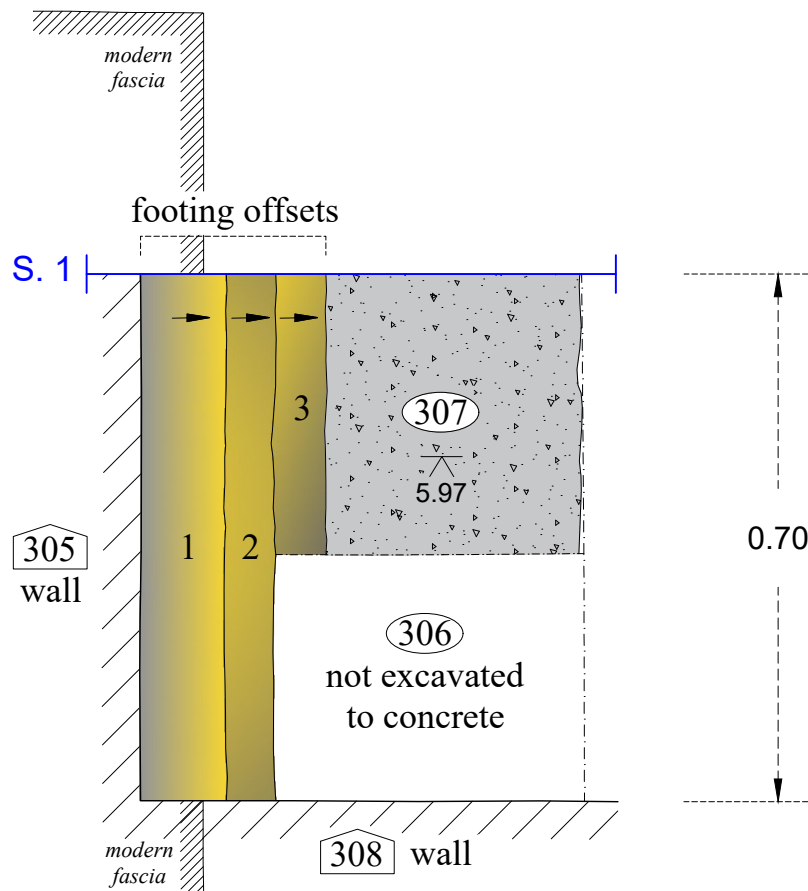 modern
fascia
footing offsets
S. 1
3
307
5.97
305
wall
1
2
0.70
306
not excavated
to concrete
modern
fascia
308 wall